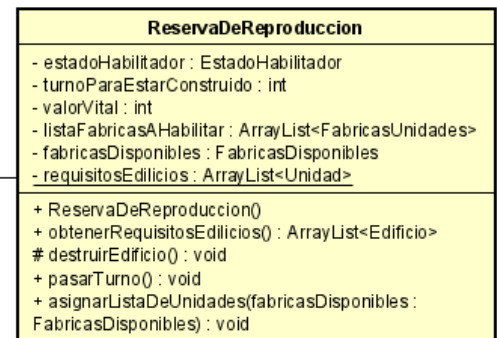 ReservaDeReproduccion
- estadoHabilitador : EstadoHabilitador
- turnoParaEstarConstruido : int
- valorVital : int
- listaFabricasAHabilitar : ArrayList<FabricasUnidades>
- fabricasDisponibles : FabricasDisponibles
- requisitosEdilicios : ArrayList<Unidad>
+ ReservaDeReproduccion()
+ obtenerRequisitosEdilicios() : ArrayList<Edificio>
# destruirEdificio() : void
+ pasarTurno() : void
+ asignarListaDeUnidades(fabricasDisponibles :
FabricasDisponibles) : void